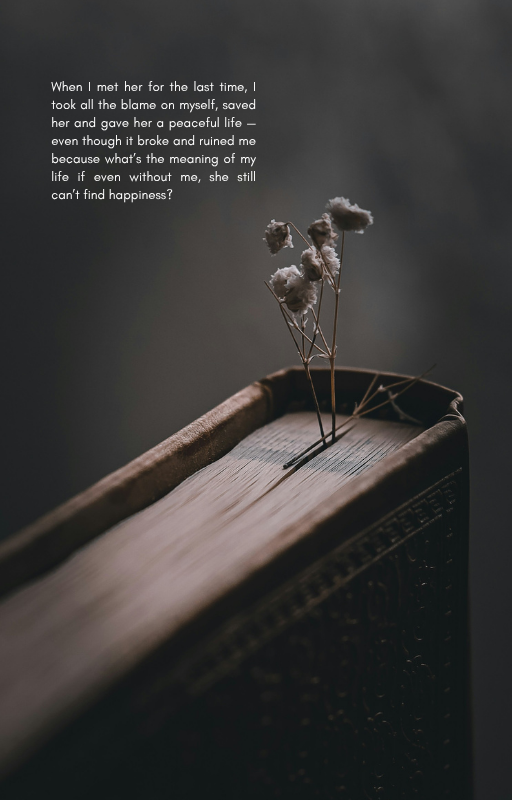 When I met her for the last time, I
took all the blame on myself, saved
her and gave her a peaceful life —
even though it broke and ruined me
because what's the meaning of my
life if even without me, she still
can't find happiness?